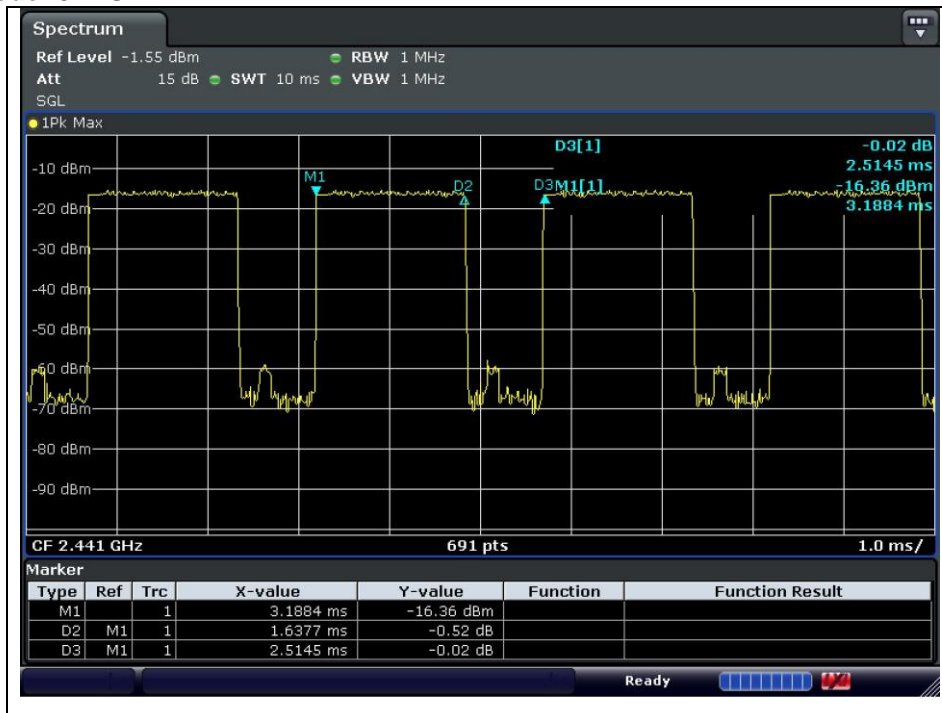 Spectrum
Ref Level -1.55 dBm RBW 1 MHz
Att 15 dB SWT 10 ms VBW 1 MHz
SGL
1Pk Max
D3[1] -0.02 dB
2.5145 ms
M1[1] -16.36 dBm
3.1884 ms
M1
D2
D3
-10 dBm
-20 dBm
-30 dBm
-40 dBm
-50 dBm
-60 dBm
-70 dBm
-80 dBm
-90 dBm
CF 2.441 GHz 691 pts 1.0 ms/
Marker
Type Ref Trc X-value Y-value Function Function Result
M1 1 3.1884 ms -16.36 dBm
D2 M1 1 1.6377 ms -0.52 dB
D3 M1 1 2.5145 ms -0.02 dB
Ready